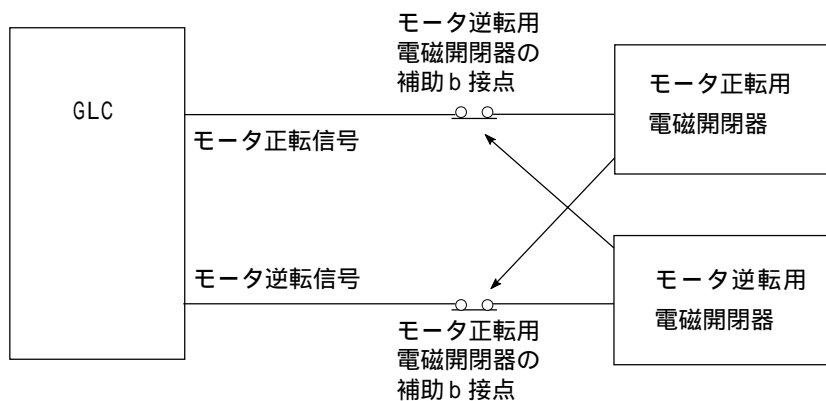 モータ逆転用
電磁開閉器の
補助b接点
GLC
モータ正転用
電磁開閉器
モータ正転信号
モータ逆転信号
モータ逆転用
電磁開閉器
モータ正転用
電磁開閉器の
補助b接点